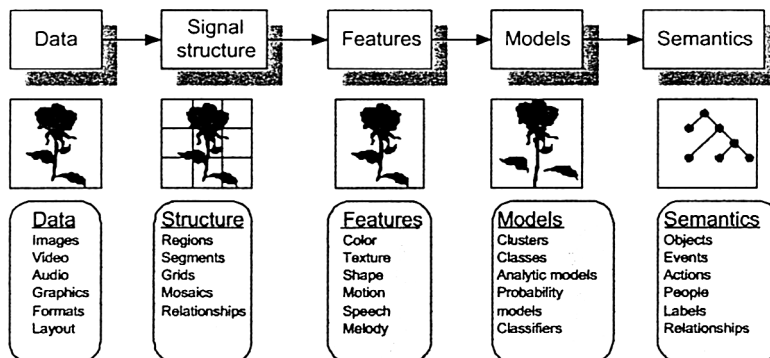 Data
Signal
structure
Features
Models
Semantics
Data
Images
Video
Audio
Graphics
Formats
Layout
Structure
Regions
Segments
Grids
Mosaics
Relationships
Features
Color
Texture
Shape
Motion
Speech
Melody
Models
Clusters
Classes
Analytic models
Probability
models
Classifiers
Semantics
Objects
Events
Actions
People
Labels
Relationships